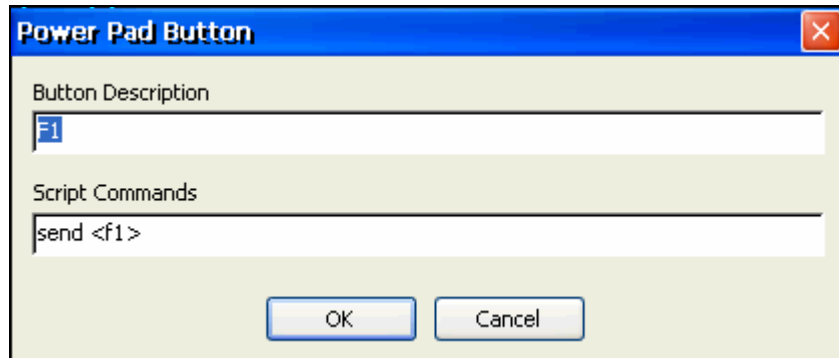 Power Pad Button
Button Description
F1
Script Commands
send <f1>
OK Cancel